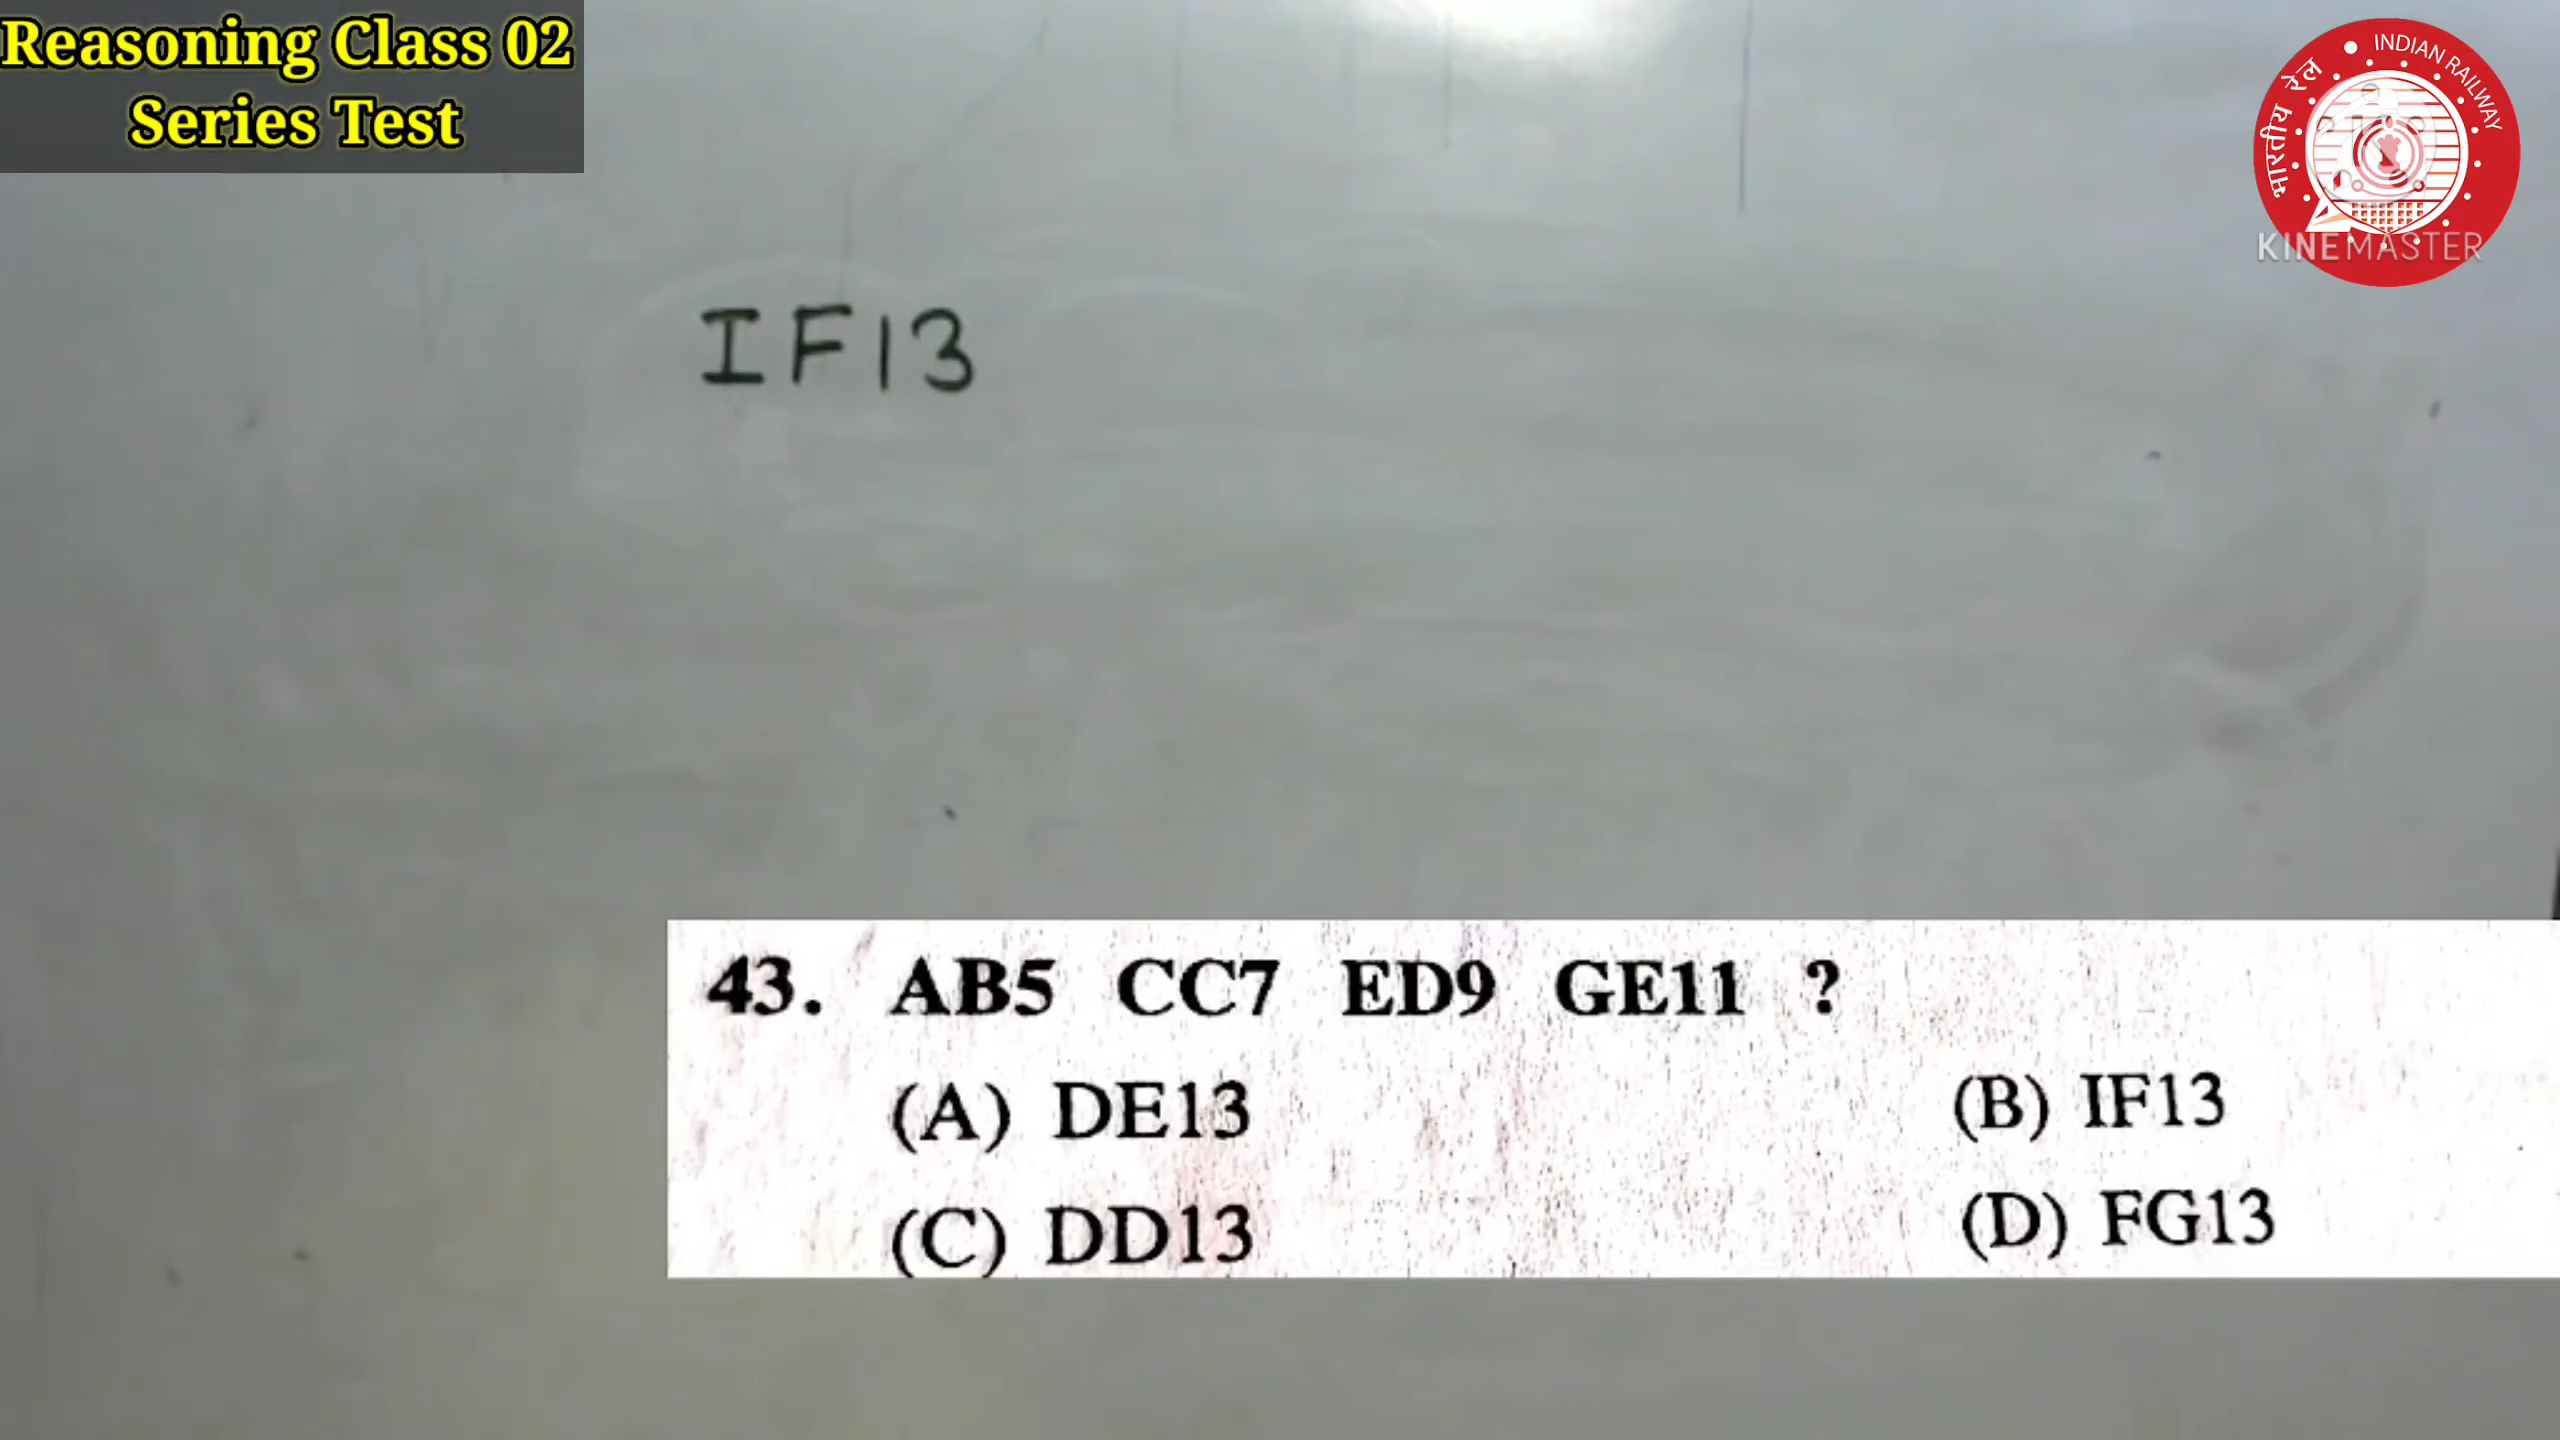 Reasoning Class 02
Series Test
भारतीय रेल
INDIAN RAILWAY
KINEMASTER
IF13
43. AB5 CC7 ED9 GE11 ?
(A) DE13 (B) IF13
(C) DD13 (D) FG13